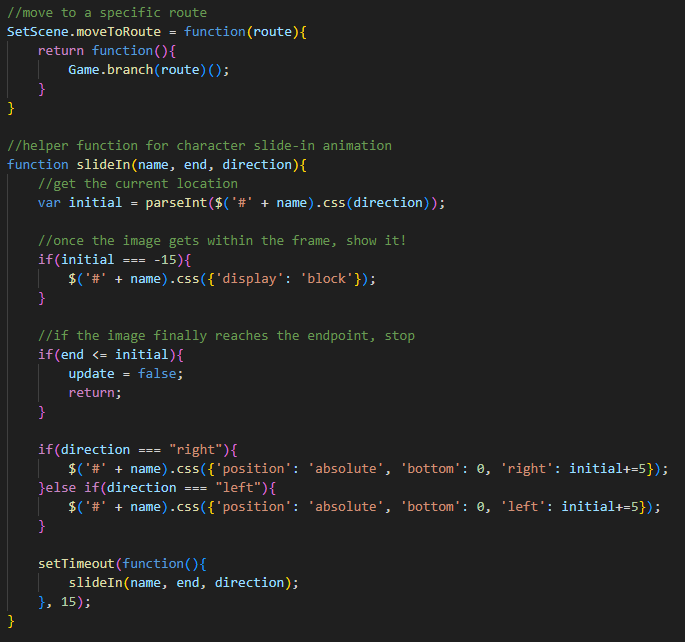 //move to a specific route
SetScene.moveToRoute = function(route){
    return function(){
        Game.branch(route)();
    }
}

//helper function for character slide-in animation
function slideIn(name, end, direction){
    //get the current location
    var initial = parseInt($('#' + name).css(direction));

    //once the image gets within the frame, show it!
    if(initial === -15){
        $('#' + name).css({'display': 'block'});
    }

    //if the image finally reaches the endpoint, stop
    if(end <= initial){
        update = false;
        return;
    }

    if(direction === "right"){
        $('#' + name).css({'position': 'absolute', 'bottom': 0, 'right': initial+=5});
    }else if(direction === "left"){
        $('#' + name).css({'position': 'absolute', 'bottom': 0, 'left': initial+=5});
    }

    setTimeout(function(){
        slideIn(name, end, direction);
    }, 15);
}